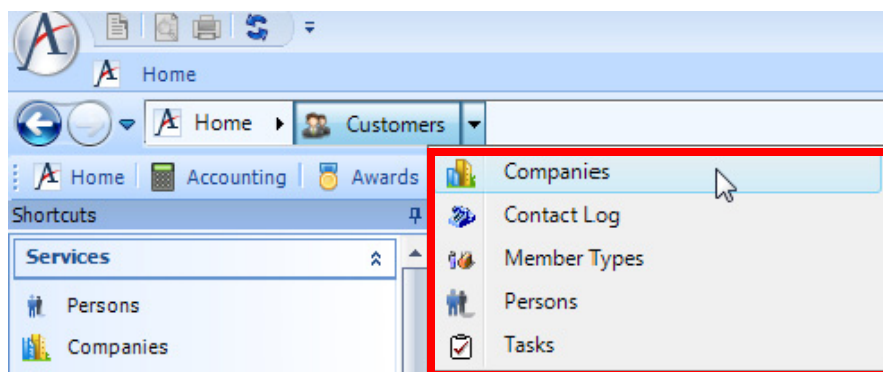 Home
Home Customers
Home Accounting Awards
Companies
Shortcuts
Contact Log
Services
Member Types
Persons
Persons
Companies
Tasks